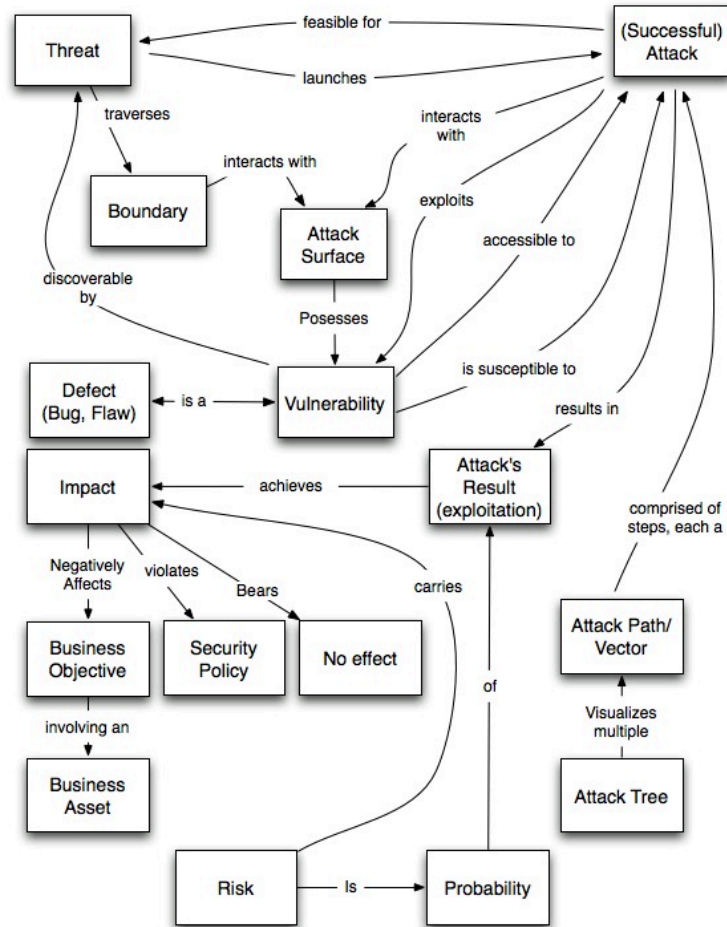 feasible for
(Successful)
Attack
Threat
launches
traverses
interacts
with
interacts with
Boundary
exploits
Attack
Surface
accessible to
discoverable
by
Posesses
is susceptible to
Defect
(Bug, Flaw)
is a
Vulnerability
results in
Impact
achieves
Attack's
Result
(exploitation)
comprised of
steps, each a
Negatively
Affects
violates
Bears
carries
Business
Objective
Security
Policy
No effect
Attack Path/
Vector
of
involving an
Visualizes
multiple
Business
Asset
Attack Tree
Risk
Is
Probability